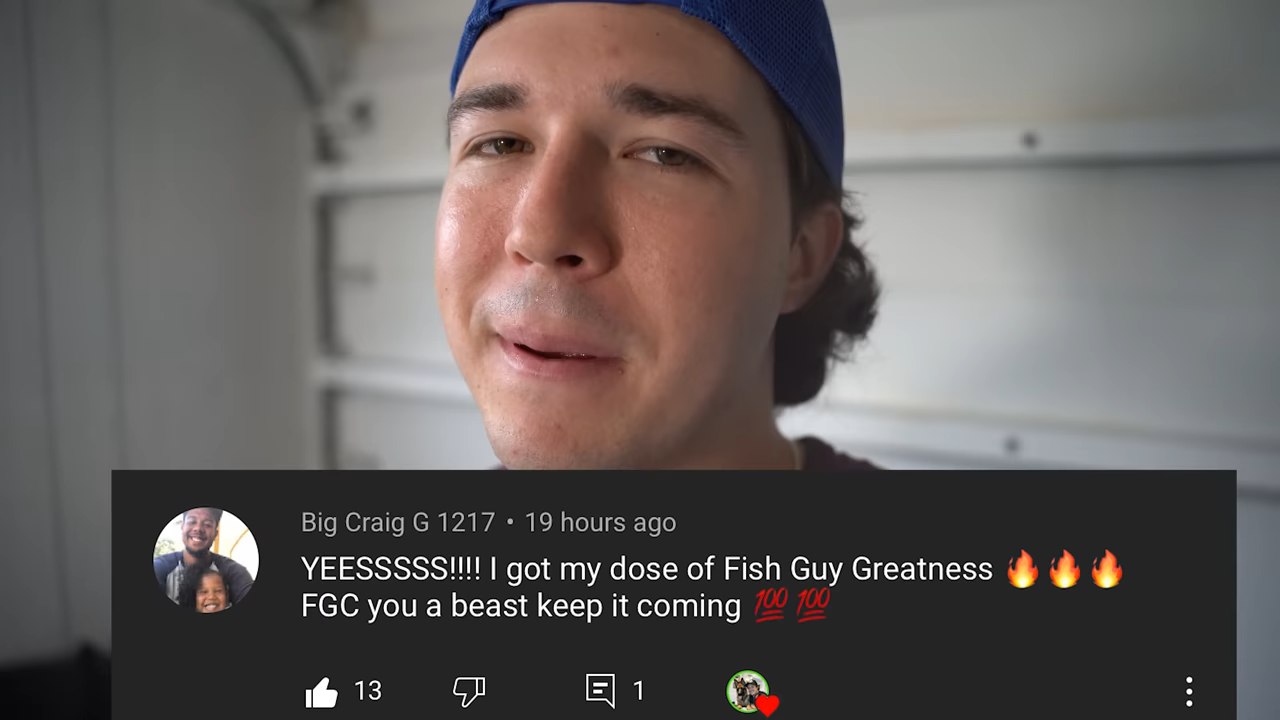 Big Craig G 1217 • 19 hours ago
YEESSSSS!!!! I got my dose of Fish Guy Greatness 🔥🔥🔥
FGC you a beast keep it coming 💯💯
13
1